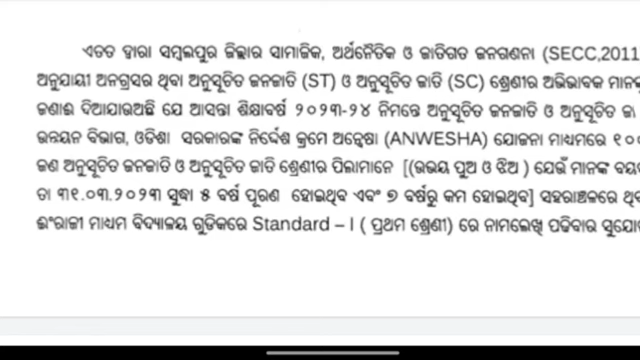 ଏତତ ଦ୍ୱାରା ସମ୍ବଲପୁର ଜିଲ୍ଲାର ସାମାଜିକ, ଅର୍ଥନୈତିକ ଓ ଜାତିଗତ ଜନଗଣନା (SECC,2011
ଅନୁଯାୟୀ ଅନଗ୍ରସର ଥିବା ଅନୁସୂଚିତ ଜନଜାତି (ST) ଓ ଅନୁସୂଚିତ ଜାତି (SC) ଶ୍ରେଣୀର ଅଭିଭାବକ ମାନଙ୍କ
ଜଣାଇ ଦିଆଯାଉଅଛି ଯେ ଆସନ୍ତା ଶିକ୍ଷାବର୍ଷ ୨୦୨୩-୨୪ ନିମନ୍ତେ ଅନୁସୂଚିତ ଜନଜାତି ଓ ଅନୁସୂଚିତ
ଉନ୍ନୟନ ବିଭାଗ, ଓଡିଶା ସରକାରଙ୍କ ନିର୍ଦ୍ଦେଶ କ୍ରମେ ଅନ୍ୱେଷା (ANWESHA) ଯୋଜନା ମାଧ୍ୟମରେ
ଜଣ ଅନୁସୂଚିତ ଜନଜାତି ଓ ଅନୁସୂଚିତ ଜାତି ଶ୍ରେଣୀର ପିଲାମାନେ [(ଉଭୟ ପୁଅ ଓ ଝିଅ ) ଯେଉଁ ମାନଙ୍କ
ତା ୩୧.୦୩.୨୦୨୩ ସୁଦ୍ଧା ୫ ବର୍ଷ ପୂରଣ ହୋଇଥିବ ଏବଂ ୭ ବର୍ଷରୁ କମ ହୋଇଥିବ] ସହରାଞ୍ଚଳରେ
ଇଂରାଜୀ ମାଧ୍ୟମ ବିଦ୍ୟାଳୟ ଗୁଡିକରେ Standard – I ( ପ୍ରଥମ ଶ୍ରେଣୀ) ରେ ନାମଲେଖି ପଢିବାର